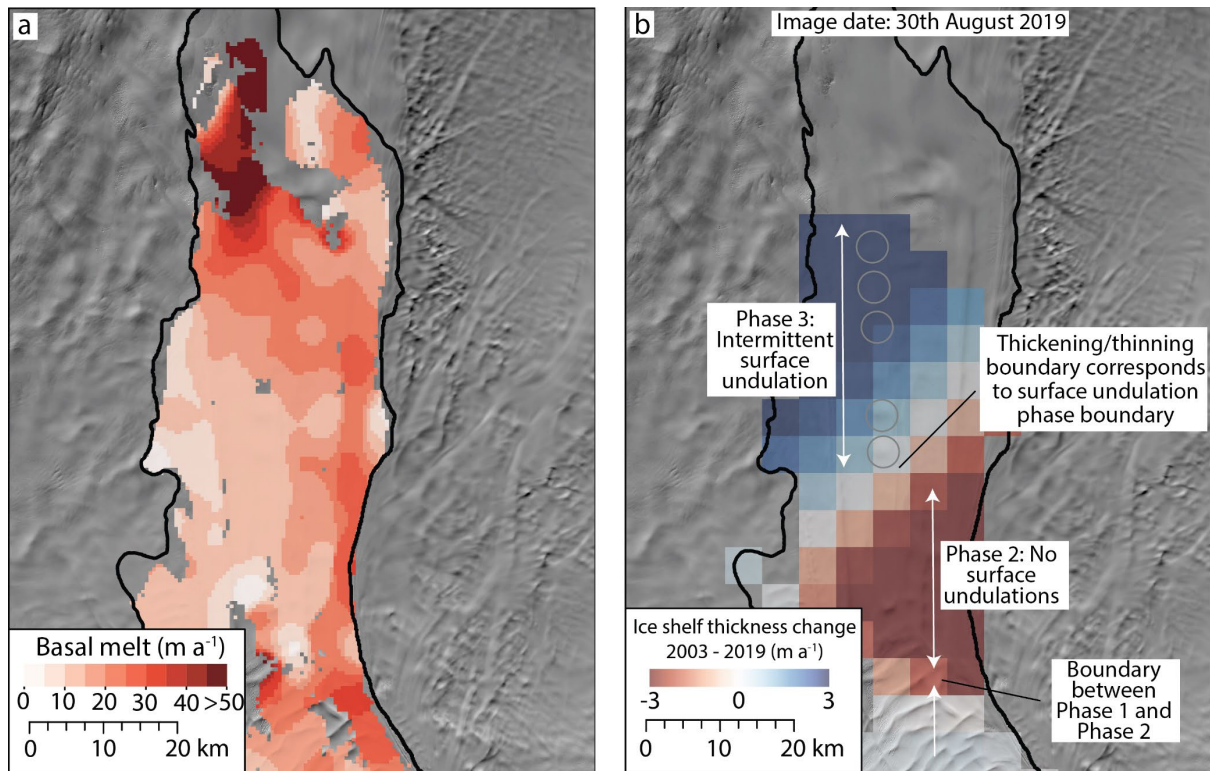 a
Basal melt (m a⁻¹)
0 10 20 30 40 >50
0 10 20 km
b
Image date: 30th August 2019
Phase 3:
Intermittent
surface
undulation
Thickening/thinning
boundary corresponds
to surface undulation
phase boundary
Phase 2: No
surface
undulations
Boundary
between
Phase 1 and
Phase 2
Ice shelf thickness change
2003 - 2019 (m a⁻¹)
-3 0 3
0 10 20 km